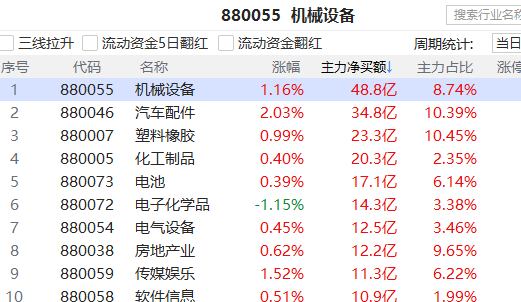 880055 机械设备 搜索行业名称
三线拉升 流动资金5日翻红 流动资金翻红 周期统计: 当日
序号 代码 名称 涨幅 主力净买额↓ 主力占比 涨停
1 880055 机械设备 1.16% 48.8亿 8.74%
2 880046 汽车配件 2.03% 34.8亿 10.39%
3 880007 塑料橡胶 0.99% 23.3亿 10.45%
4 880005 化工制品 0.40% 20.3亿 2.35%
5 880073 电池 0.39% 17.1亿 6.14%
6 880072 电子化学品 -1.15% 14.3亿 3.38%
7 880054 电气设备 0.45% 12.5亿 3.46%
8 880038 房地产业 0.62% 12.2亿 9.65%
9 880059 传媒娱乐 1.52% 11.3亿 6.22%
10 880058 软件信息 0.51% 10.9亿 1.99%